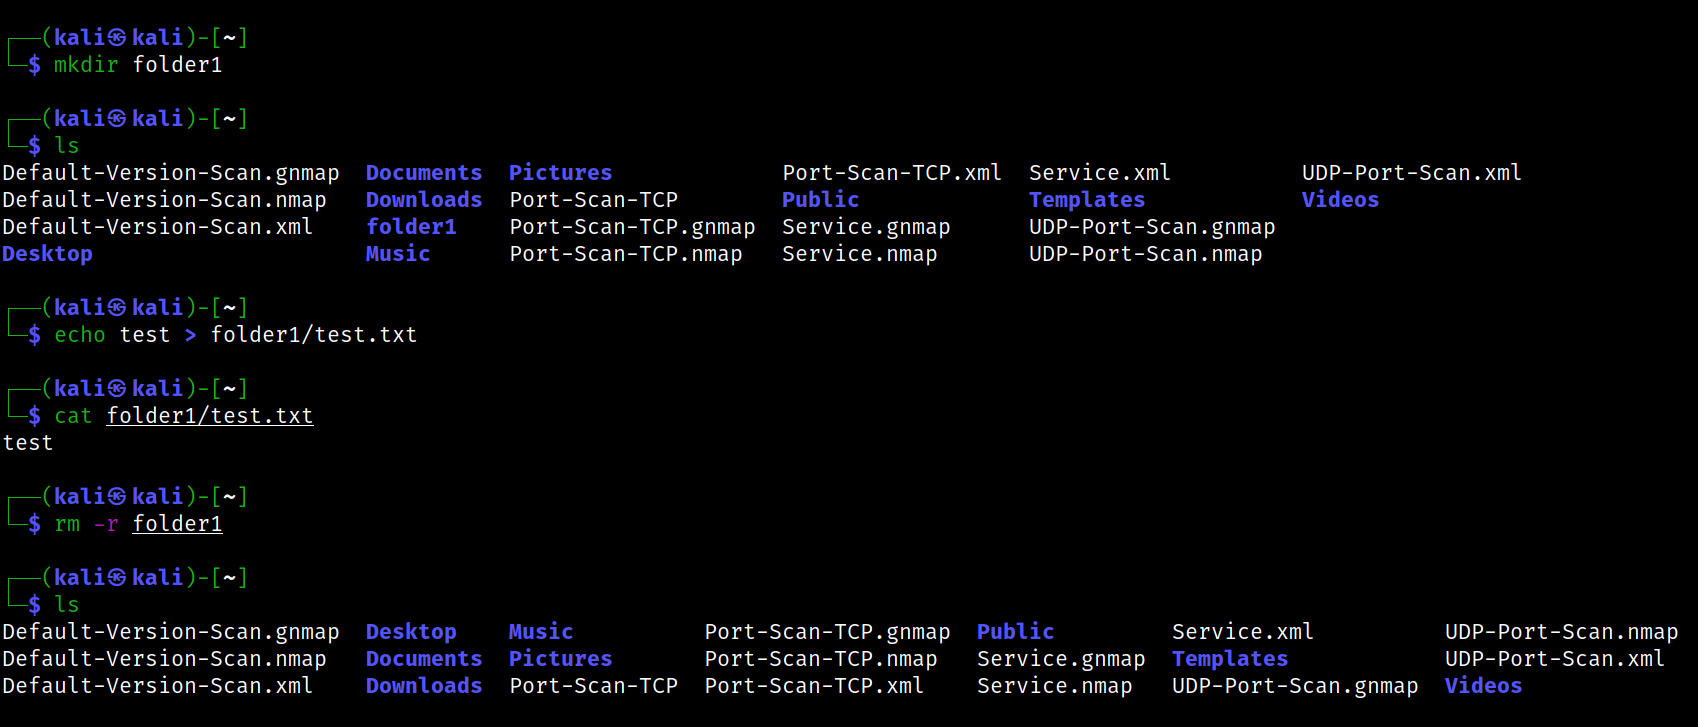 ┌──(kali㉿kali)-[~]
└─$ mkdir folder1
┌──(kali㉿kali)-[~]
└─$ ls
Default-Version-Scan.gnmap  Documents  Pictures             Port-Scan-TCP.xml  Service.xml          UDP-Port-Scan.xml
Default-Version-Scan.nmap   Downloads  Port-Scan-TCP        Public             Templates            Videos
Default-Version-Scan.xml    folder1    Port-Scan-TCP.gnmap  Service.gnmap      UDP-Port-Scan.gnmap
Desktop                     Music      Port-Scan-TCP.nmap   Service.nmap       UDP-Port-Scan.nmap
┌──(kali㉿kali)-[~]
└─$ echo test > folder1/test.txt
┌──(kali㉿kali)-[~]
└─$ cat folder1/test.txt
test
┌──(kali㉿kali)-[~]
└─$ rm -r folder1
┌──(kali㉿kali)-[~]
└─$ ls
Default-Version-Scan.gnmap  Desktop    Music          Port-Scan-TCP.gnmap  Public         Service.xml          UDP-Port-Scan.nmap
Default-Version-Scan.nmap   Documents  Pictures       Port-Scan-TCP.nmap   Service.gnmap  Templates            UDP-Port-Scan.xml
Default-Version-Scan.xml    Downloads  Port-Scan-TCP  Port-Scan-TCP.xml    Service.nmap   UDP-Port-Scan.gnmap  Videos